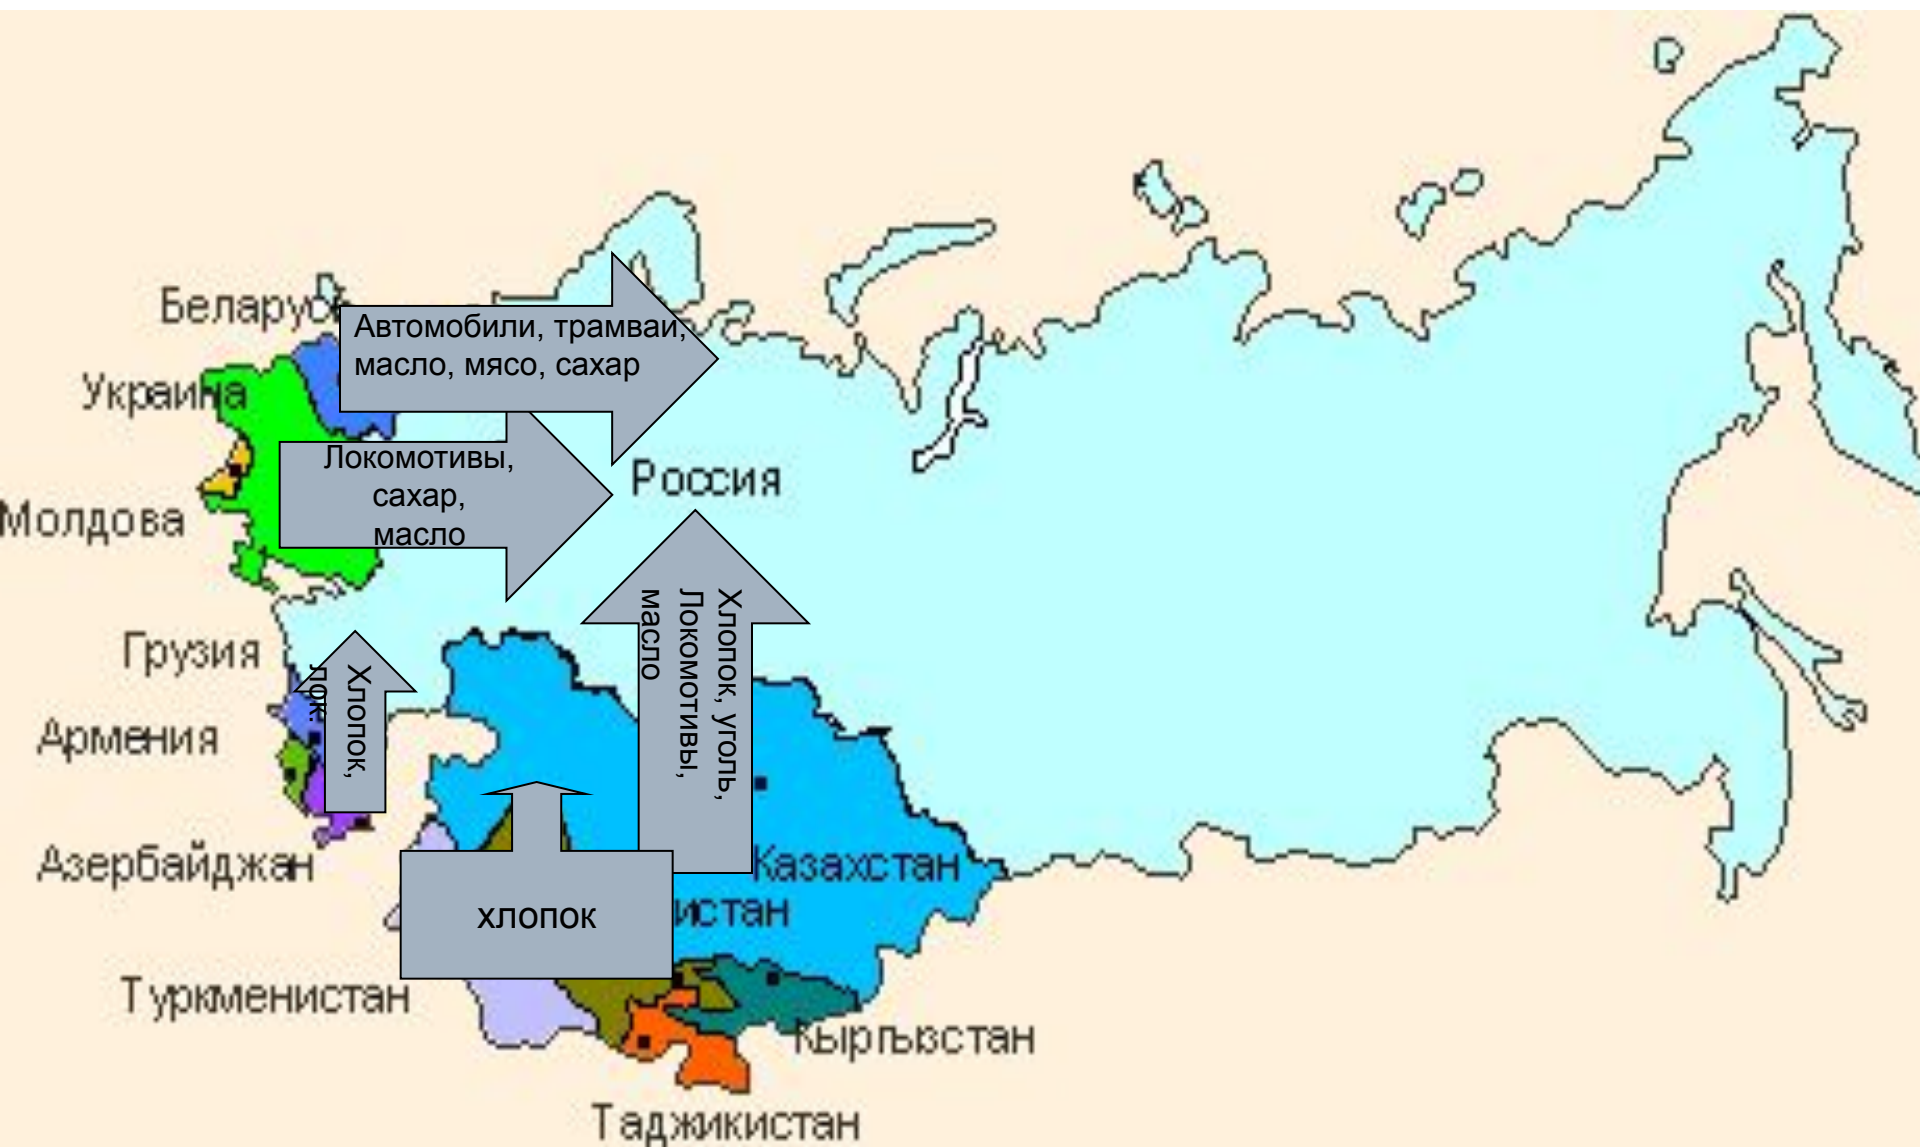 Беларусь
Автомобили, трамваи,
масло, мясо, сахар
Украина
Локомотивы,
сахар,
масло
Россия
Молдова
Хлопок, уголь,
Локомотивы,
масло
Грузия
Хлопок,
лок.
Армения
Азербайджан
Казахстан
истан
хлопок
Туркменистан
Кыргызстан
Таджикистан